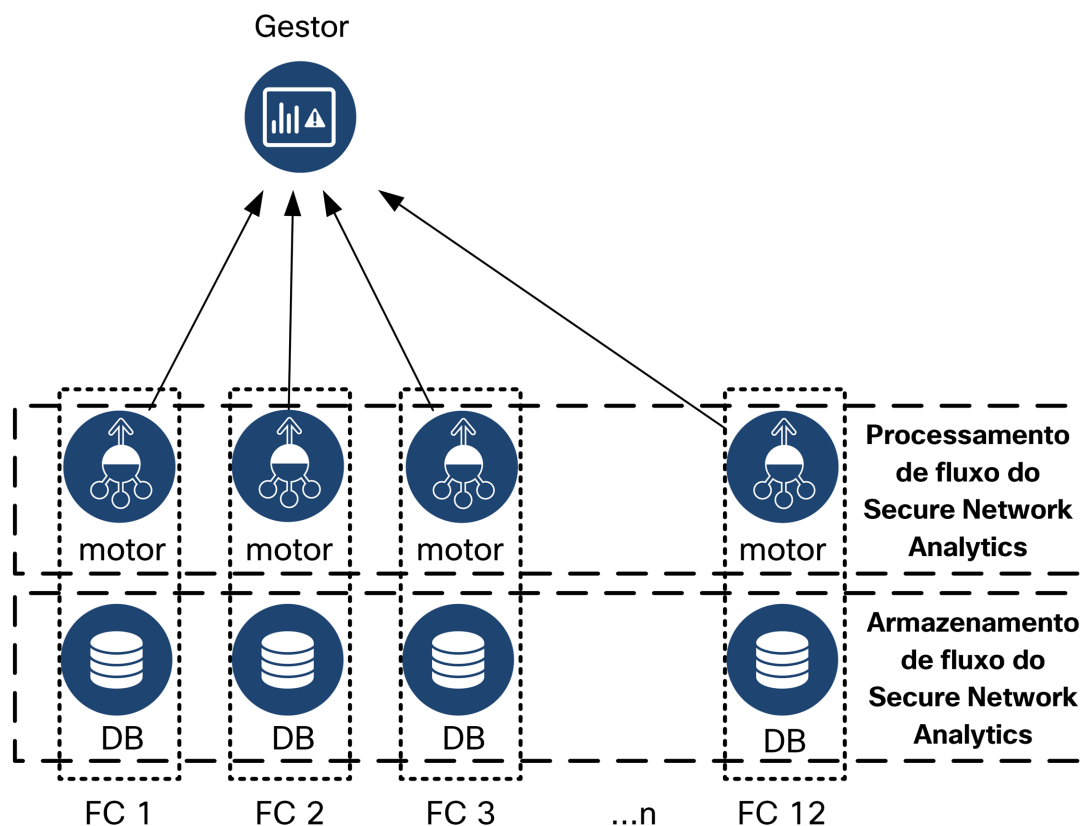 Gestor
motor
motor
motor
motor
Processamento
de fluxo do
Secure Network
Analytics
DB
DB
DB
DB
Armazenamento
de fluxo do
Secure Network
Analytics
FC 1
FC 2
FC 3
...n
FC 12